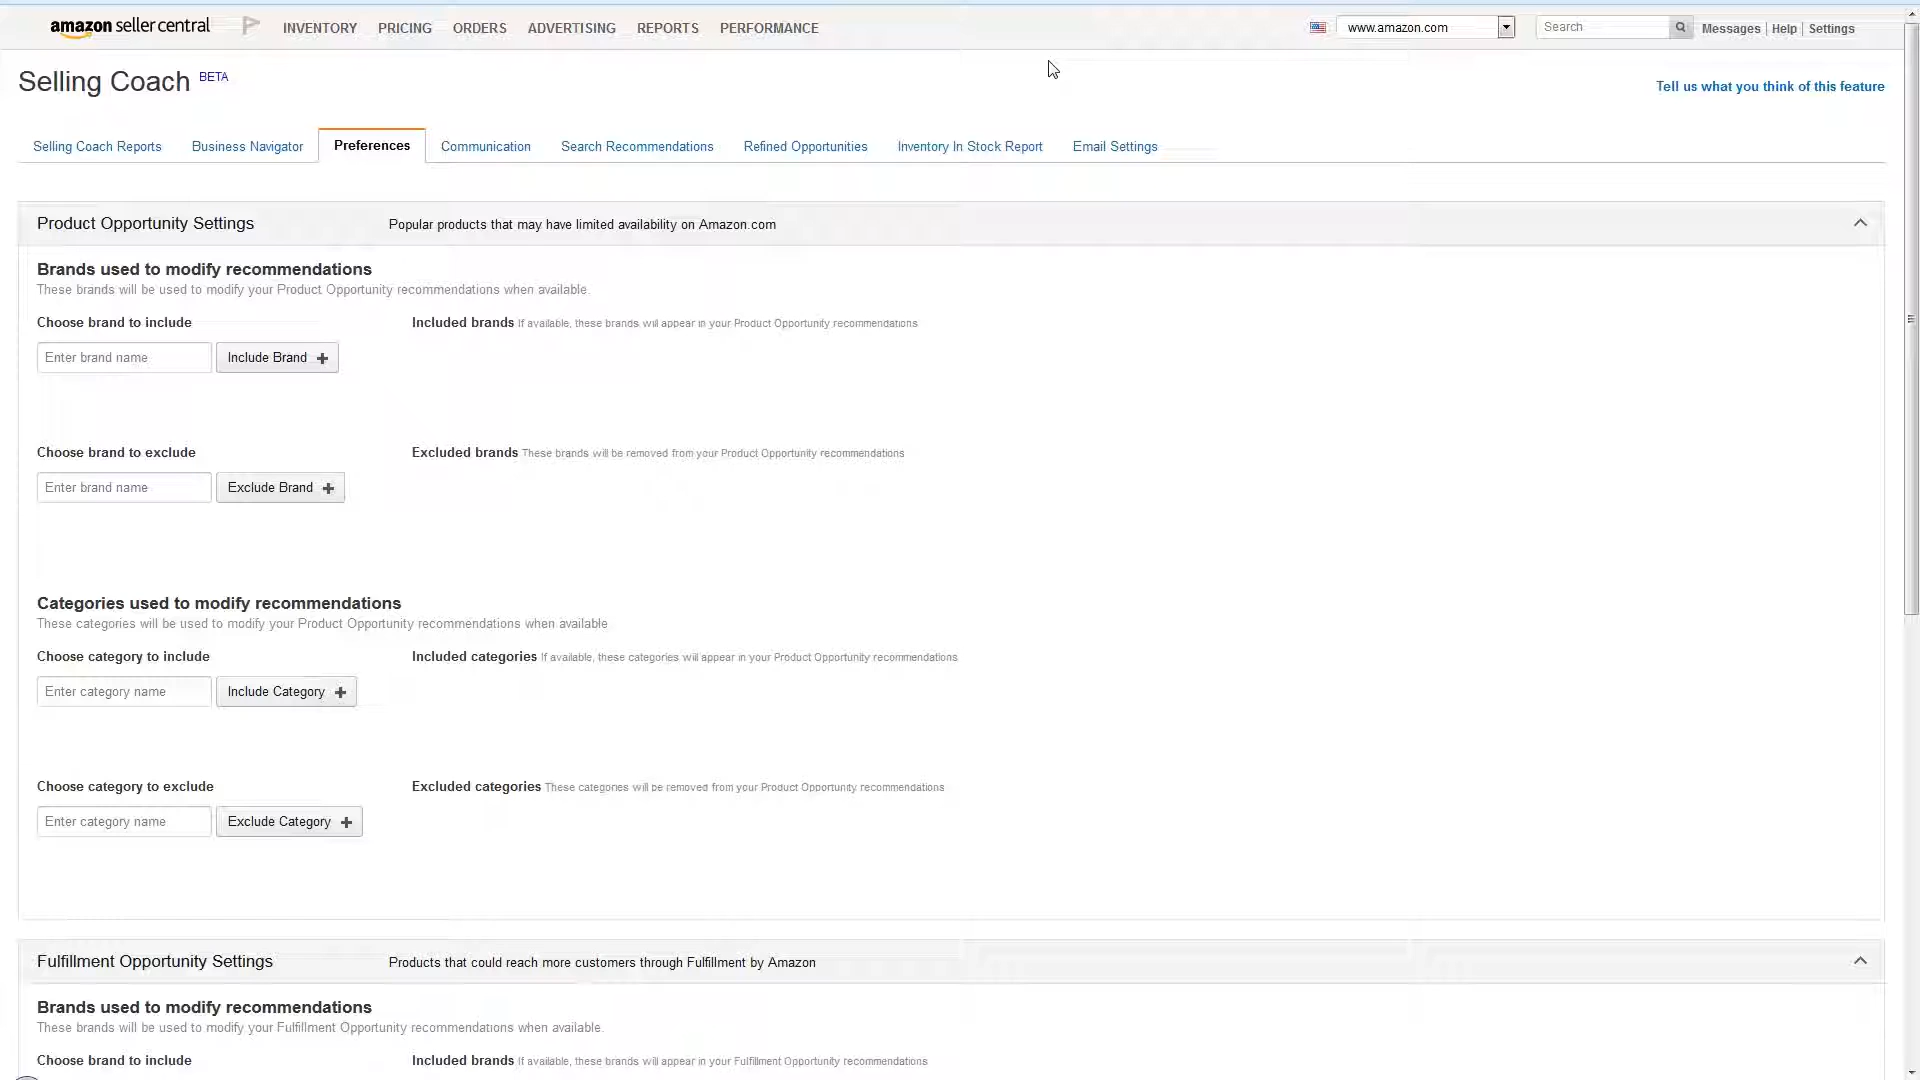 amazon seller central INVENTORY PRICING ORDERS ADVERTISING REPORTS PERFORMANCE www.amazon.com Search Messages | Help | Settings
Selling Coach BETA
Tell us what you think of this feature
Selling Coach Reports Business Navigator Preferences Communication Search Recommendations Refined Opportunities Inventory In Stock Report Email Settings
Product Opportunity Settings Popular products that may have limited availability on Amazon.com
Brands used to modify recommendations
These brands will be used to modify your Product Opportunity recommendations when available.
Choose brand to include Included brands If available, these brands will appear in your Product Opportunity recommendations
Enter brand name Include Brand +
Choose brand to exclude Excluded brands These brands will be removed from your Product Opportunity recommendations
Enter brand name Exclude Brand +
Categories used to modify recommendations
These categories will be used to modify your Product Opportunity recommendations when available
Choose category to include Included categories If available, these categories will appear in your Product Opportunity recommendations
Enter category name Include Category +
Choose category to exclude Excluded categories These categories will be removed from your Product Opportunity recommendations
Enter category name Exclude Category +
Fulfillment Opportunity Settings Products that could reach more customers through Fulfillment by Amazon
Brands used to modify recommendations
These brands will be used to modify your Fulfillment Opportunity recommendations when available.
Choose brand to include Included brands If available, these brands will appear in your Fulfillment Opportunity recommendations